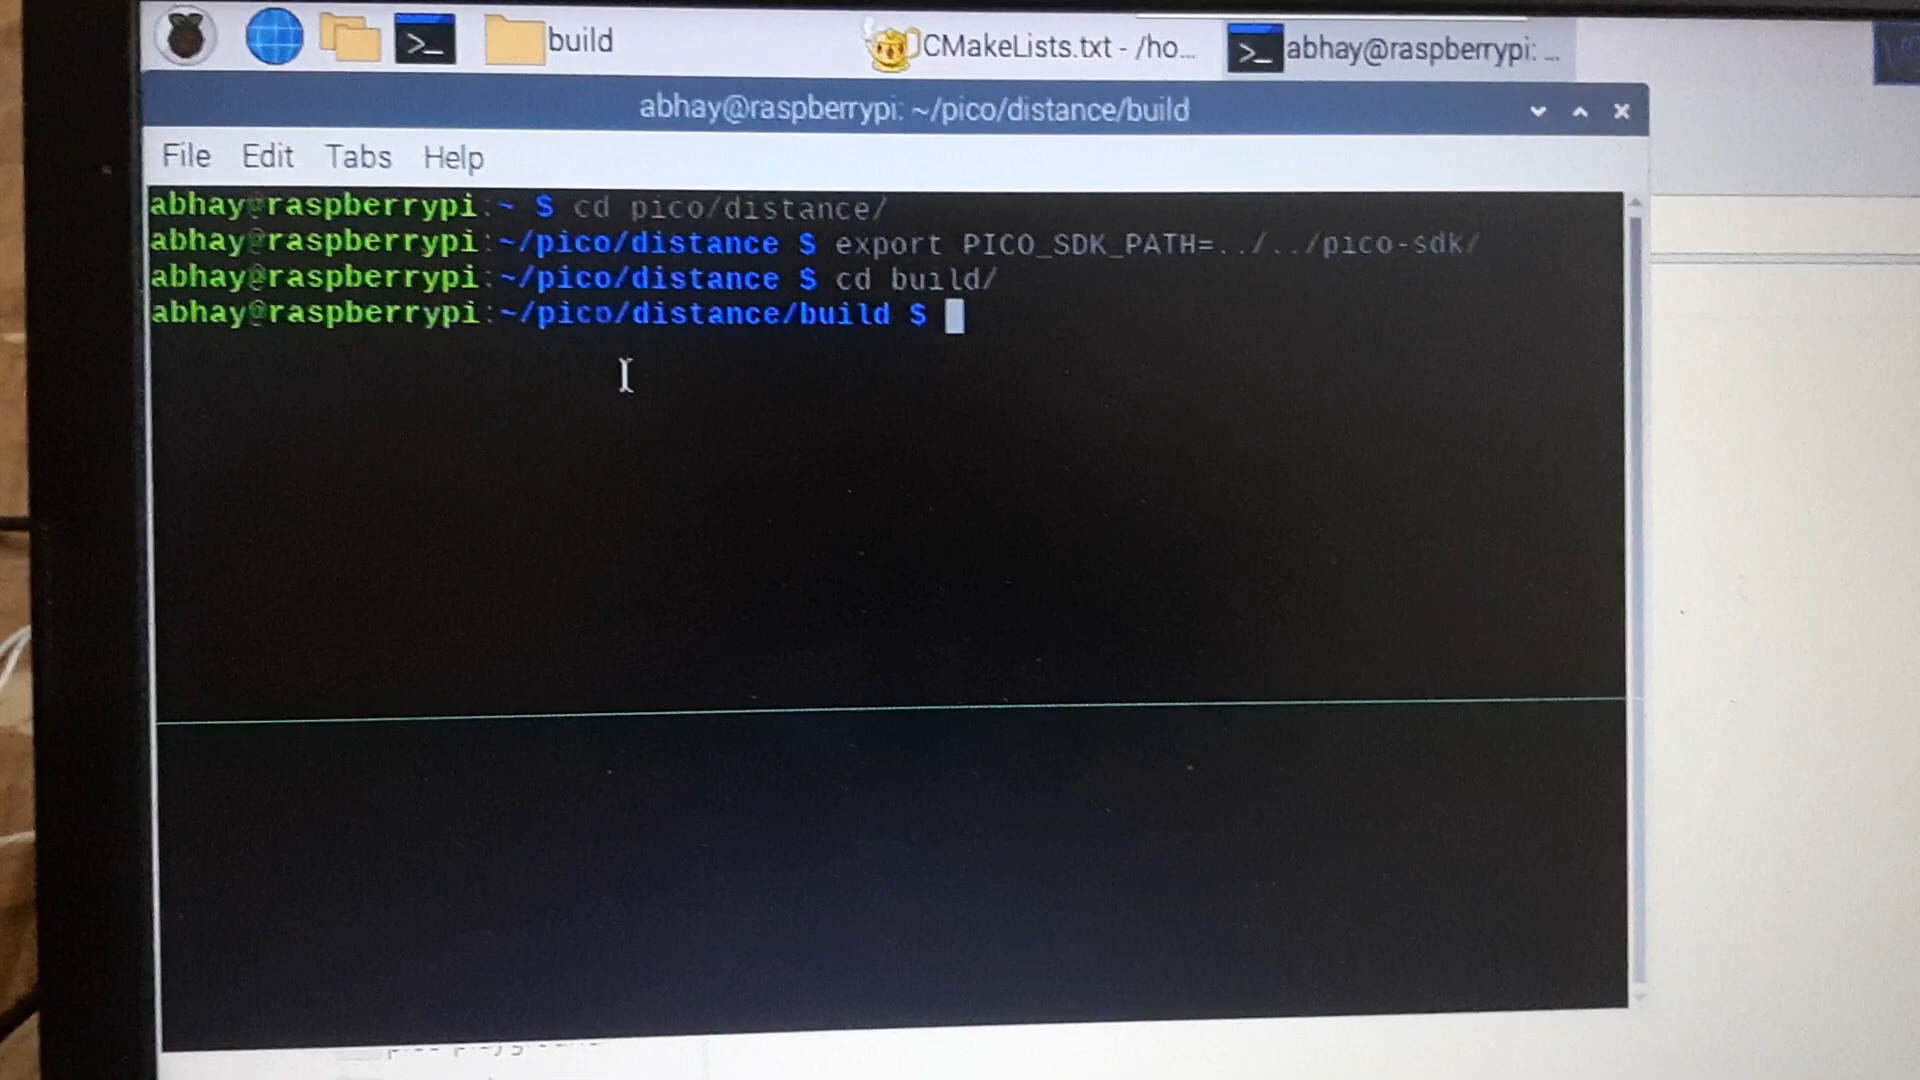 build
CMakeLists.txt - /ho...
abhay@raspberrypi: ...
abhay@raspberrypi: ~/pico/distance/build
File Edit Tabs Help
abhay@raspberrypi:~ $ cd pico/distance/
abhay@raspberrypi:~/pico/distance $ export PICO_SDK_PATH=../../pico-sdk/
abhay@raspberrypi:~/pico/distance $ cd build/
abhay@raspberrypi:~/pico/distance/build $